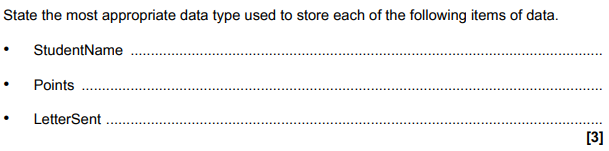 State the most appropriate data type used to store each of the following items of data.
• StudentName ..........................................................................................................................
• Points ......................................................................................................................................
• LetterSent ................................................................................................................................
[3]